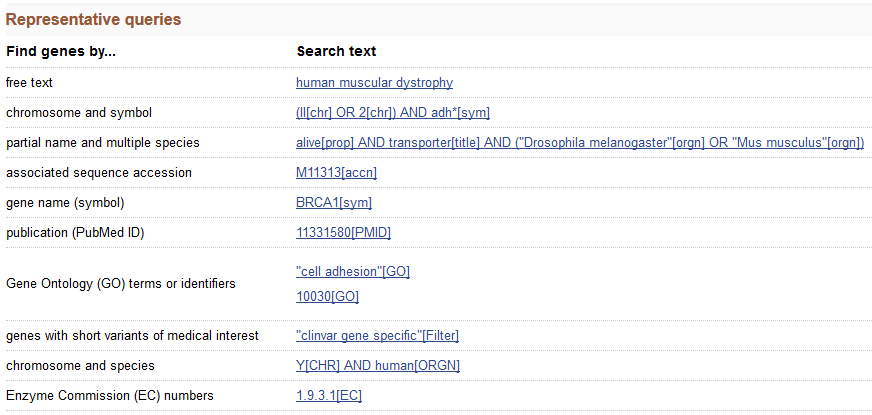 Representative queries
Find genes by... Search text
free text human muscular dystrophy
chromosome and symbol (II[chr] OR 2[chr]) AND adh*[sym]
partial name and multiple species alive[prop] AND transporter[title] AND ("Drosophila melanogaster"[orgn] OR "Mus musculus"[orgn])
associated sequence accession M11313[accn]
gene name (symbol) BRCA1[sym]
publication (PubMed ID) 11331580[PMID]
Gene Ontology (GO) terms or identifiers
"cell adhesion"[GO]
10030[GO]
genes with short variants of medical interest "clinvar gene specific"[Filter]
chromosome and species Y[CHR] AND human[ORGN]
Enzyme Commission (EC) numbers 1.9.3.1[EC]